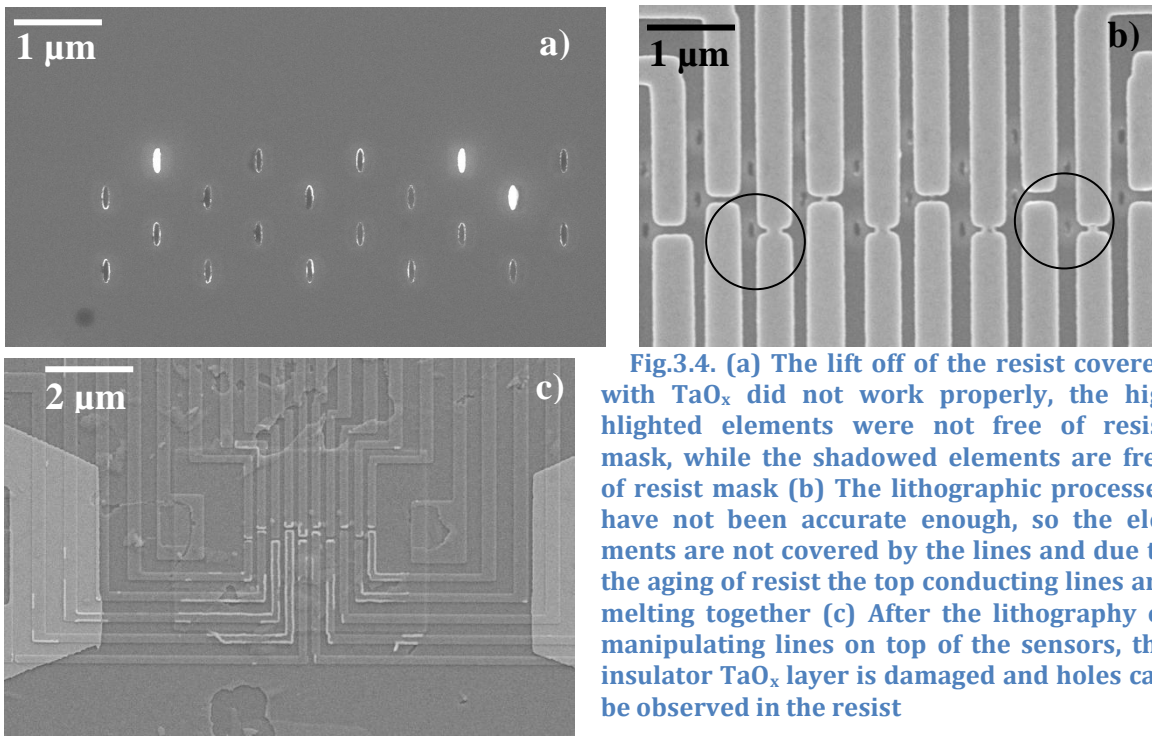 1 µm
a)
1 µm
b)
2 µm
c)
Fig.3.4. (a) The lift off of the resist covere
with TaOx did not work properly, the hig
hlighted elements were not free of resis
mask, while the shadowed elements are fre
of resist mask (b) The lithographic processe
have not been accurate enough, so the ele
ments are not covered by the lines and due t
the aging of resist the top conducting lines ar
melting together (c) After the lithography o
manipulating lines on top of the sensors, th
insulator TaOx layer is damaged and holes ca
be observed in the resist